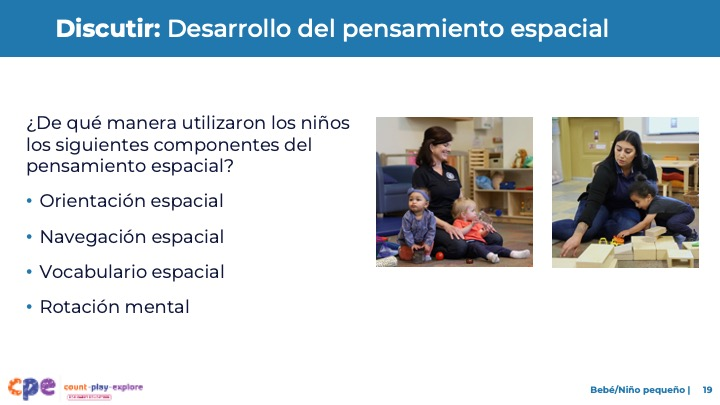 Discutir: Desarrollo del pensamiento espacial
¿De qué manera utilizaron los niños
los siguientes componentes del
pensamiento espacial?
• Orientación espacial
• Navegación espacial
• Vocabulario espacial
• Rotación mental
cpe count-play-explore
Bebé/Niño pequeño | 19